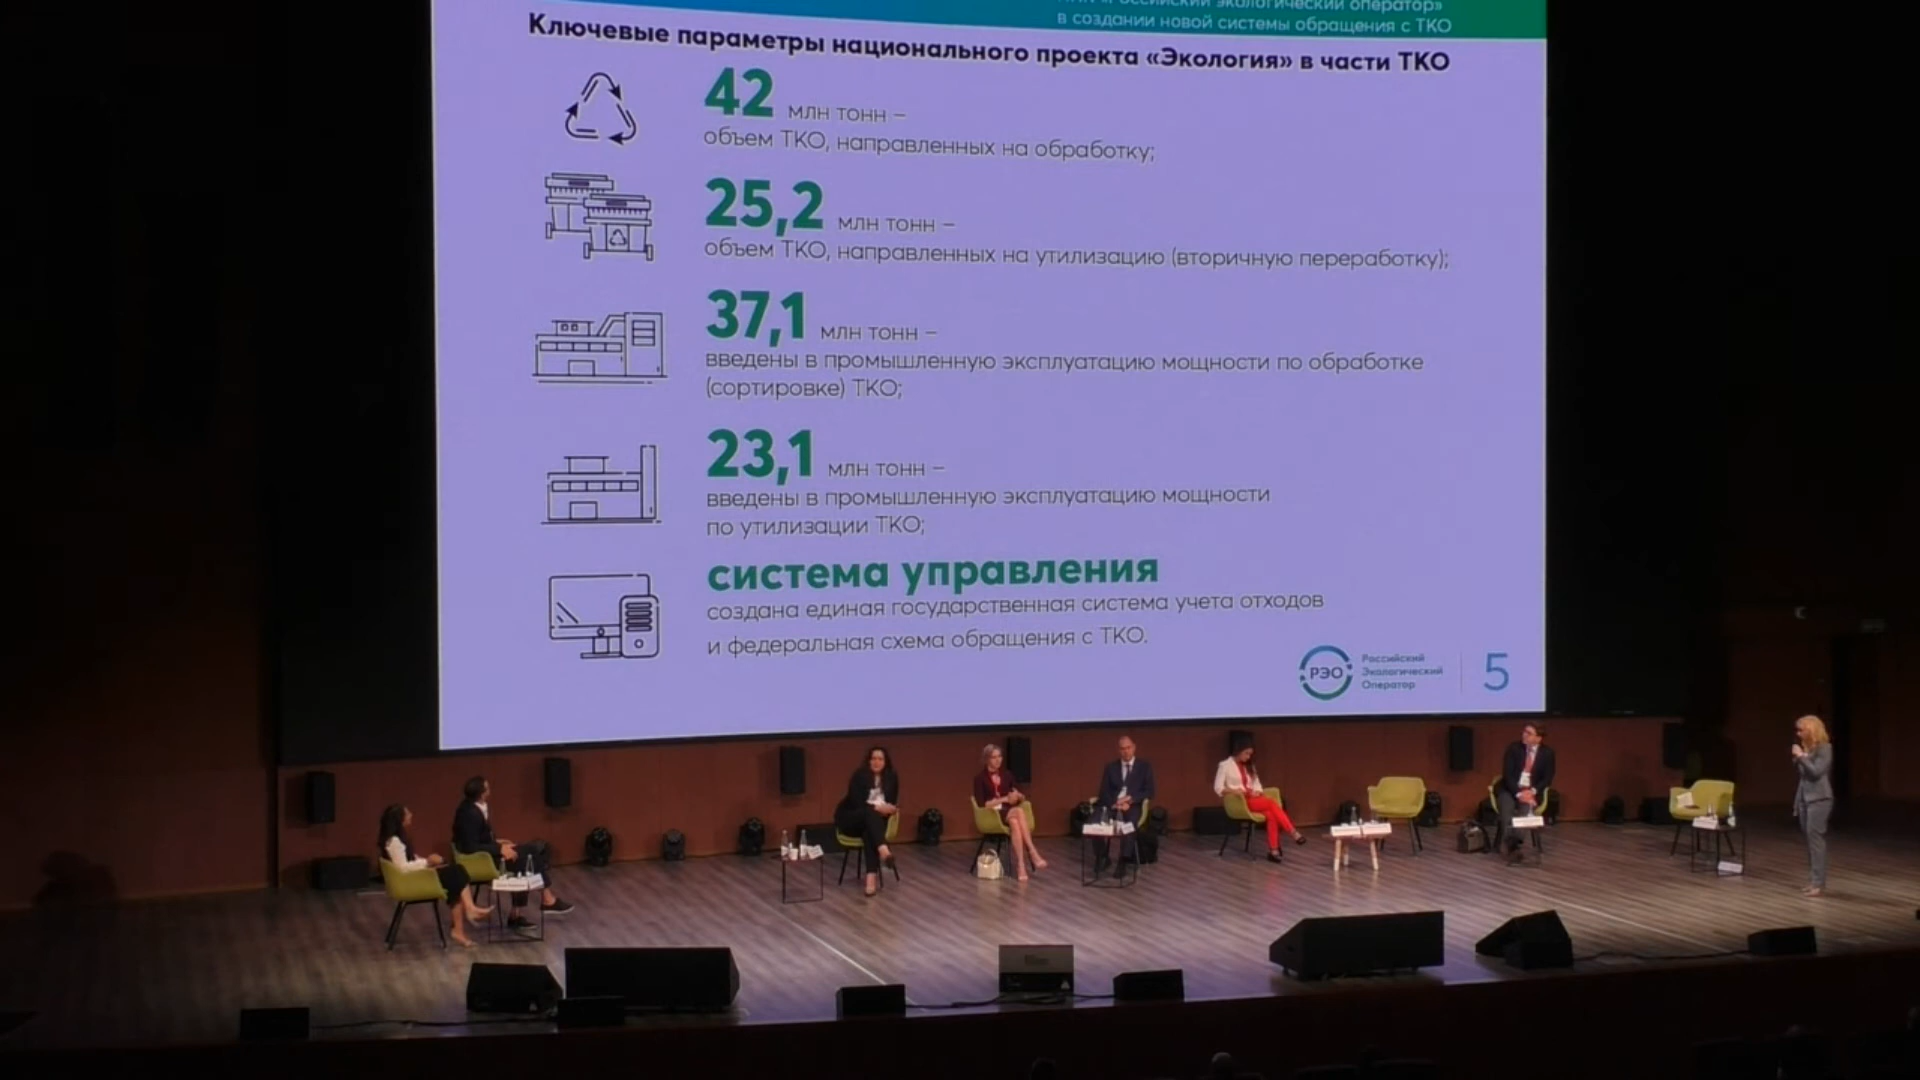 «Российский экологический оператор»
в создании новой системы обращения с ТКО
Ключевые параметры национального проекта «Экология» в части ТКО
42 млн тонн –
объем ТКО, направленных на обработку;
25,2 млн тонн –
объем ТКО, направленных на утилизацию (вторичную переработку);
37,1 млн тонн –
введены в промышленную эксплуатацию мощности по обработке
(сортировке) ТКО;
23,1 млн тонн –
введены в промышленную эксплуатацию мощности
по утилизации ТКО;
система управления
создана единая государственная система учета отходов
и федеральная схема обращения с ТКО.
РЭО
Российский
Экологический
Оператор
5